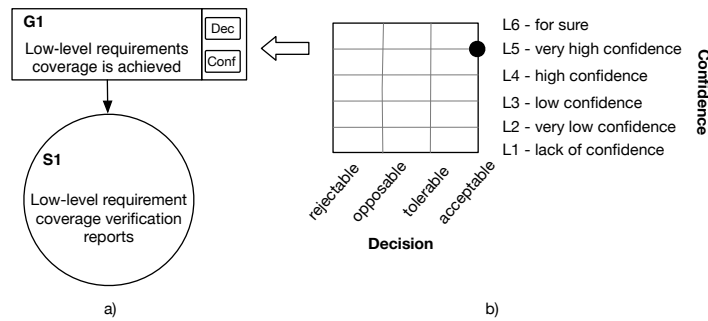 G1
Low-level requirements
coverage is achieved
Dec
Conf
S1
Low-level requirement
coverage verification
reports
a)
L6 - for sure
L5 - very high confidence
L4 - high confidence
L3 - low confidence
L2 - very low confidence
L1 - lack of confidence
Confidence
rejectable
opposable
tolerable
acceptable
Decision
b)